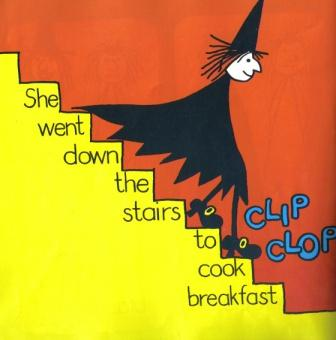 She
went
down
the
stairs
to
cook
breakfast
CLIP
CLOP